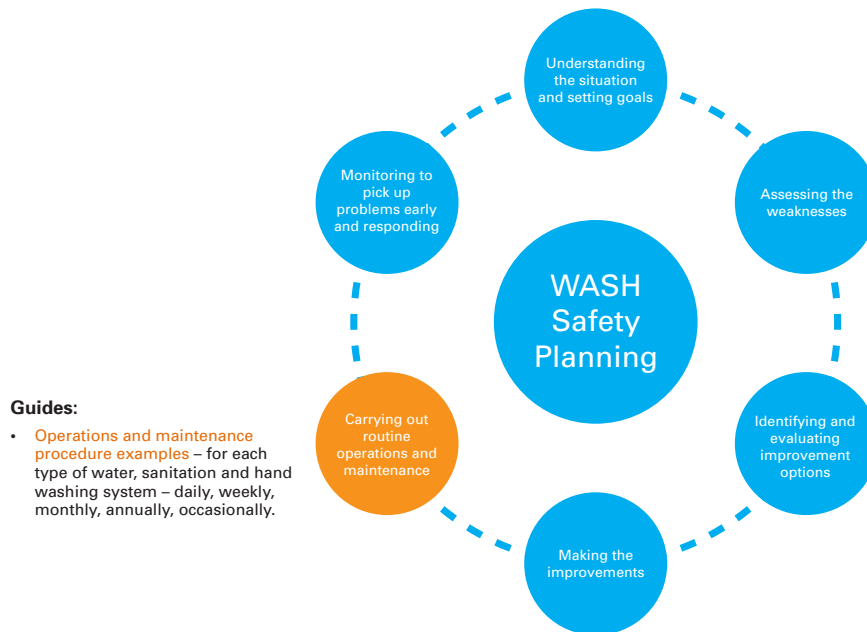 Understanding
the situation
and setting goals
Monitoring to
pick up
problems early
and responding
Assessing the
weaknesses
WASH
Safety
Planning
Guides:
• Operations and maintenance
procedure examples – for each
type of water, sanitation and hand
washing system – daily, weekly,
monthly, annually, occasionally.
Carrying out
routine
operations and
maintenance
Identifying and
evaluating
improvement
options
Making the
improvements